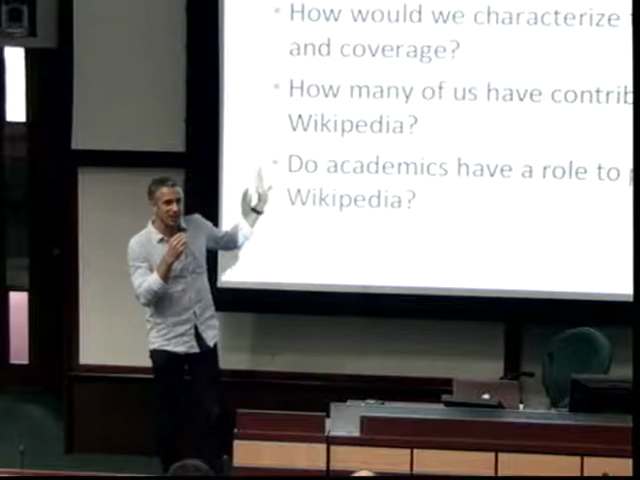 • How would we characterize
and coverage?
• How many of us have contrib
Wikipedia?
• Do academics have a role to
Wikipedia?